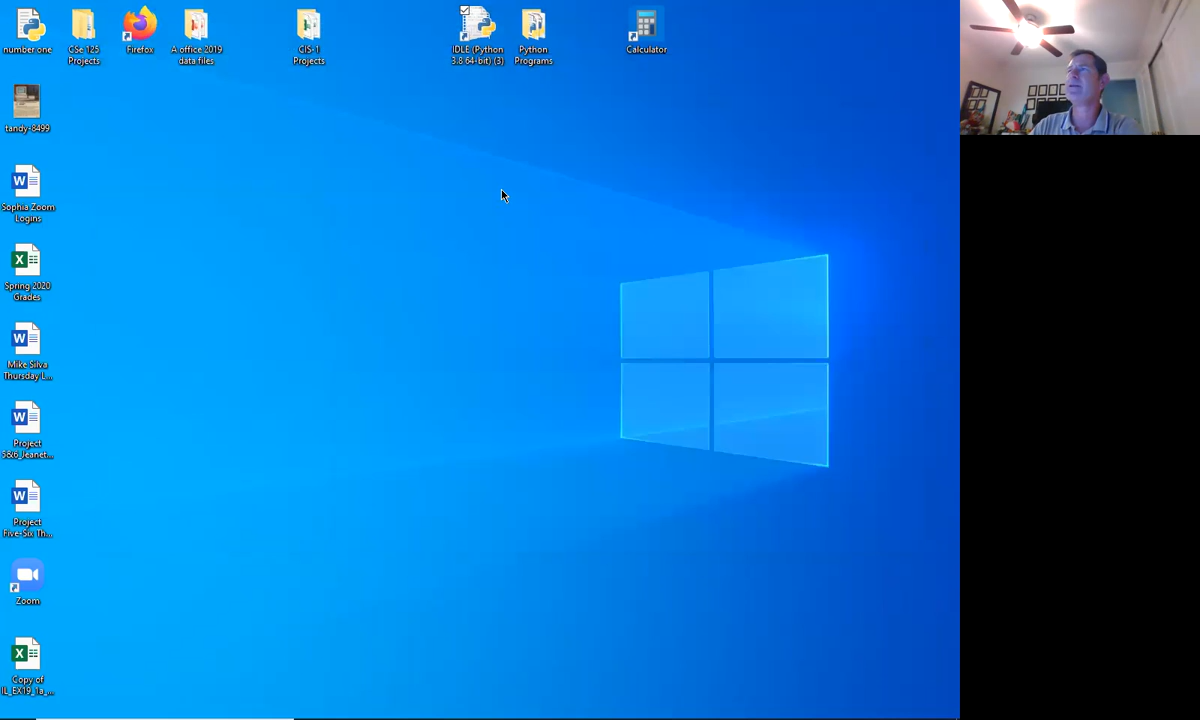 number.one
CSe 125
Projects
Firefox
A office 2019
data files
GIS-1
Projects
IDLE (Python
3.8 64-bit) (3)
Python
Programs
Calculator
tandy-8499
Sophia Zoom
Logins
Spring 2020
Grades
Mike Silva
Thursday L...
Project
5&6_Jeanet...
Project
Five-Six Th...
Zoom
Copy of
IL_EX19_1a_...